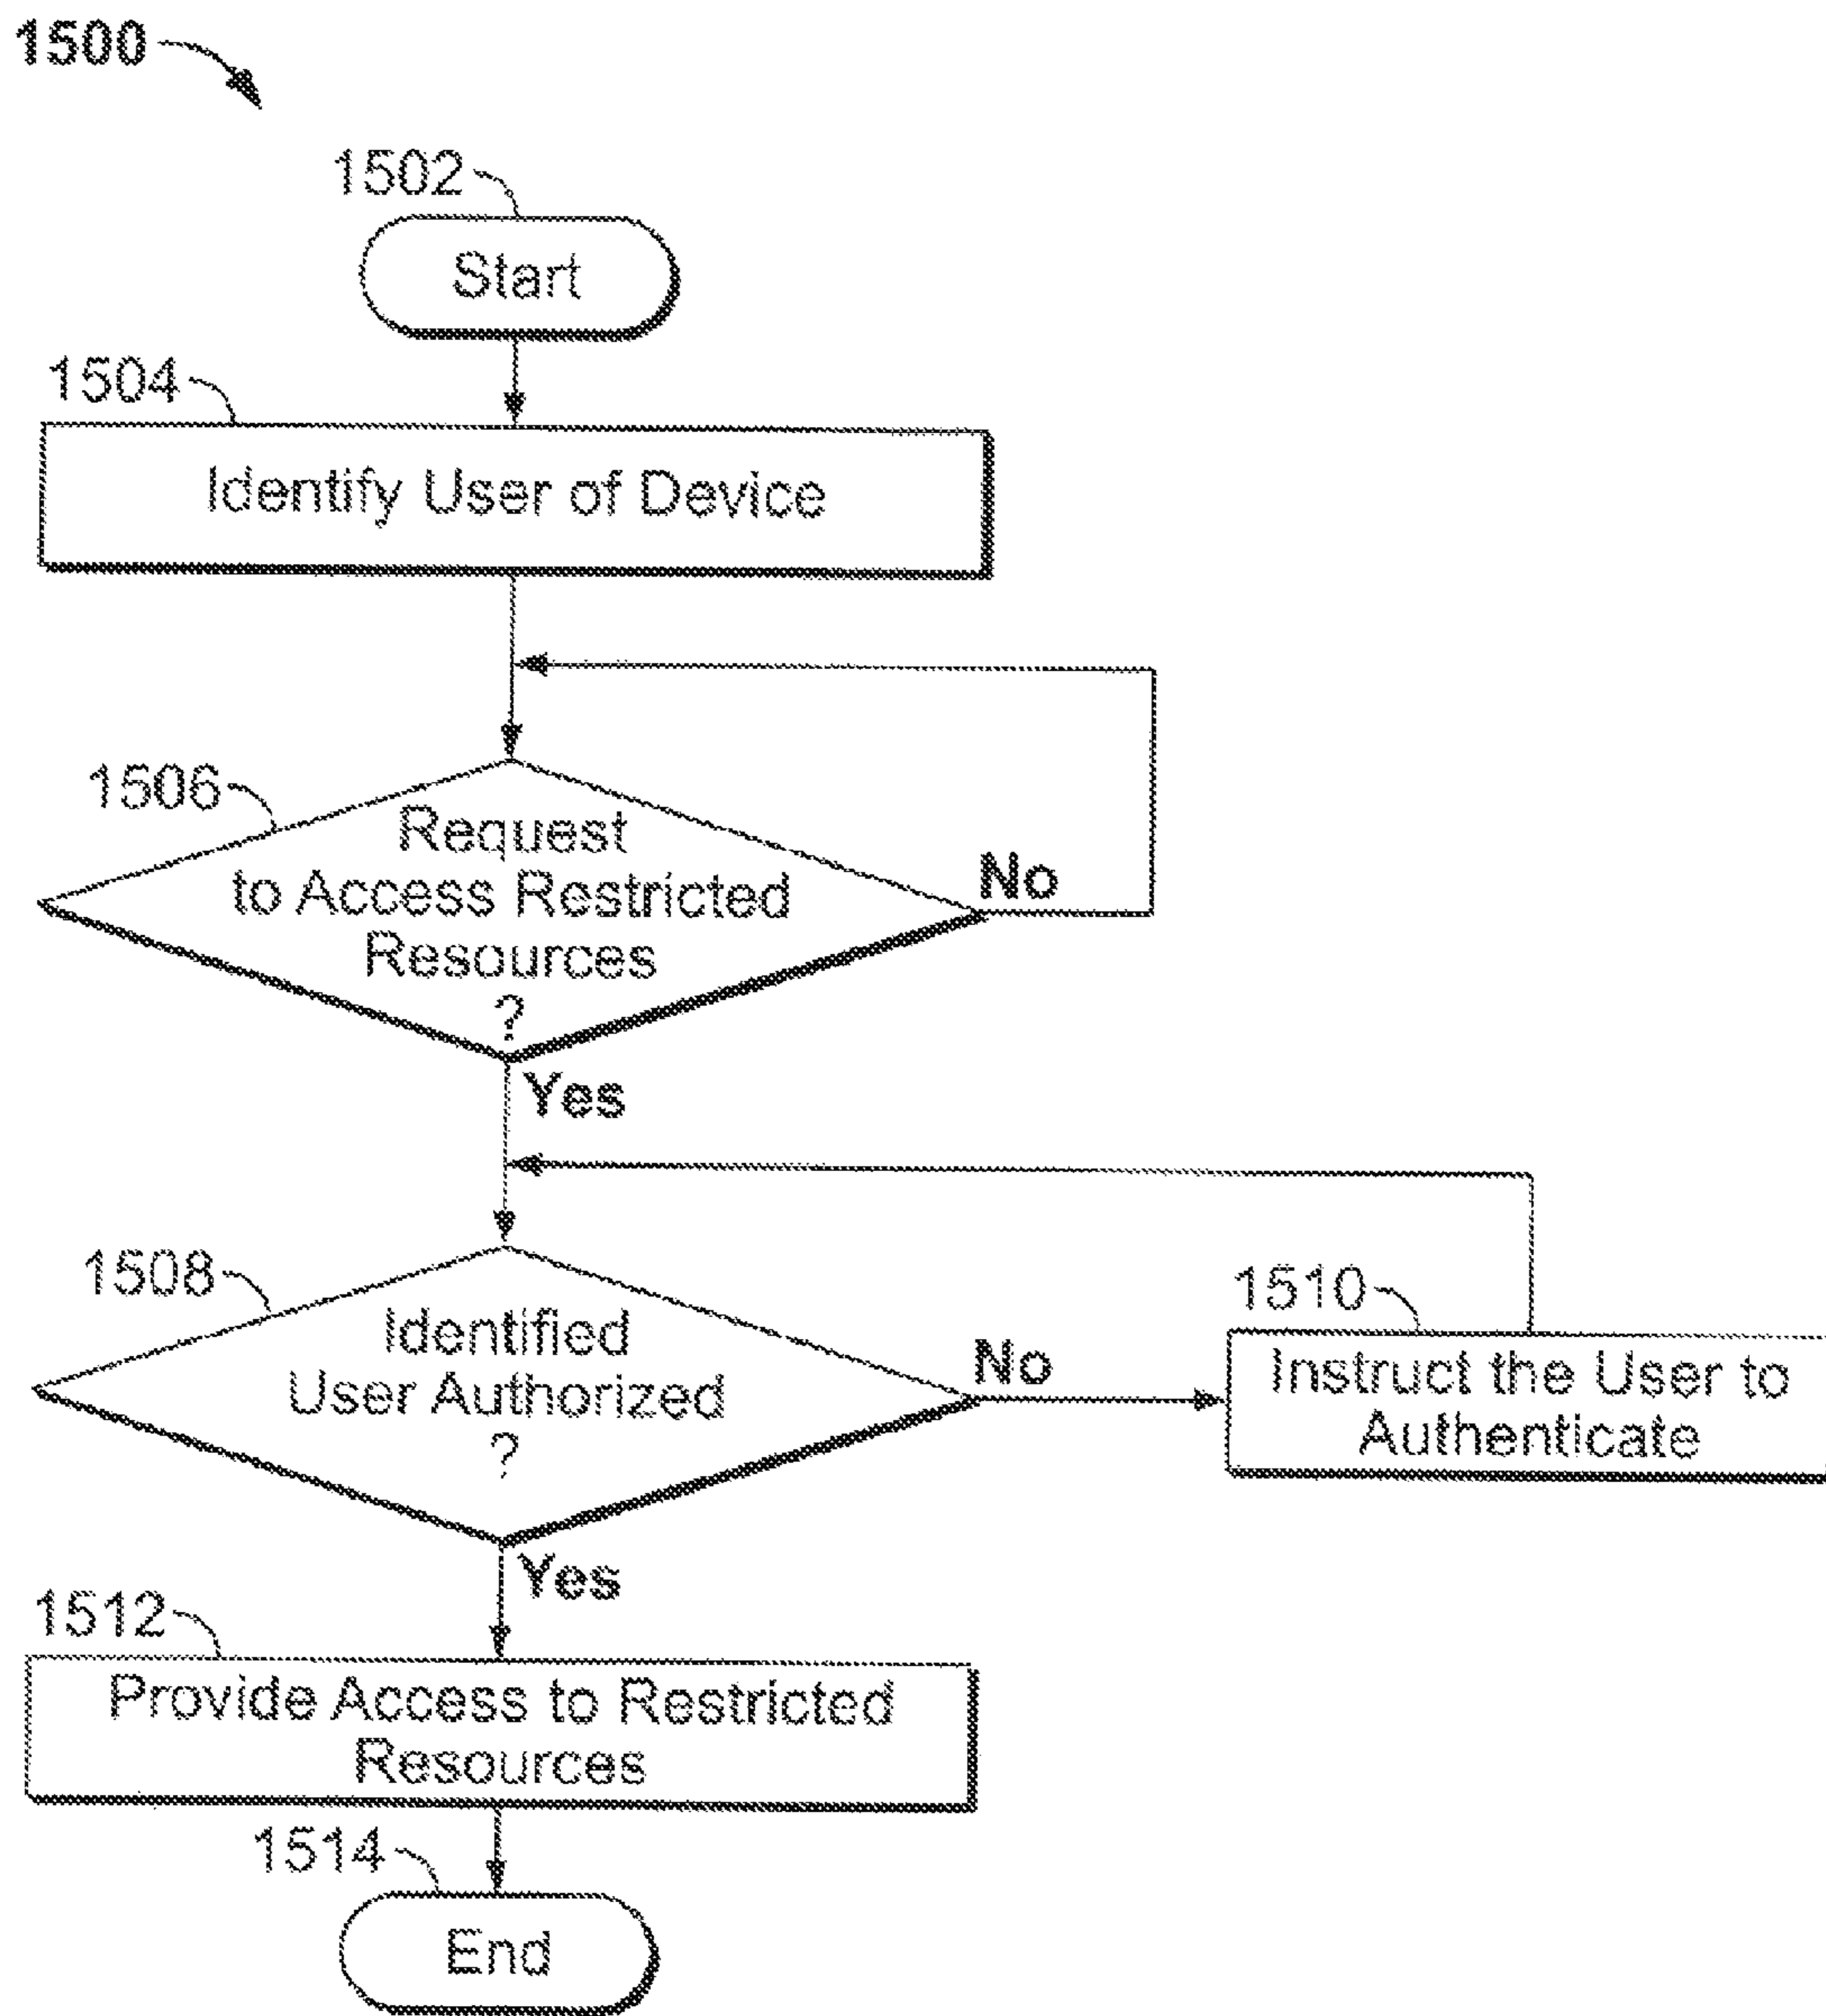 1500
1502
Start
1504
Identify User of Device
1506
Request
to Access Restricted
Resources
?
No
Yes
1508
Identified
User Authorized
?
No
1510
Instruct the User to
Authenticate
Yes
1512
Provide Access to Restricted
Resources
1514
End